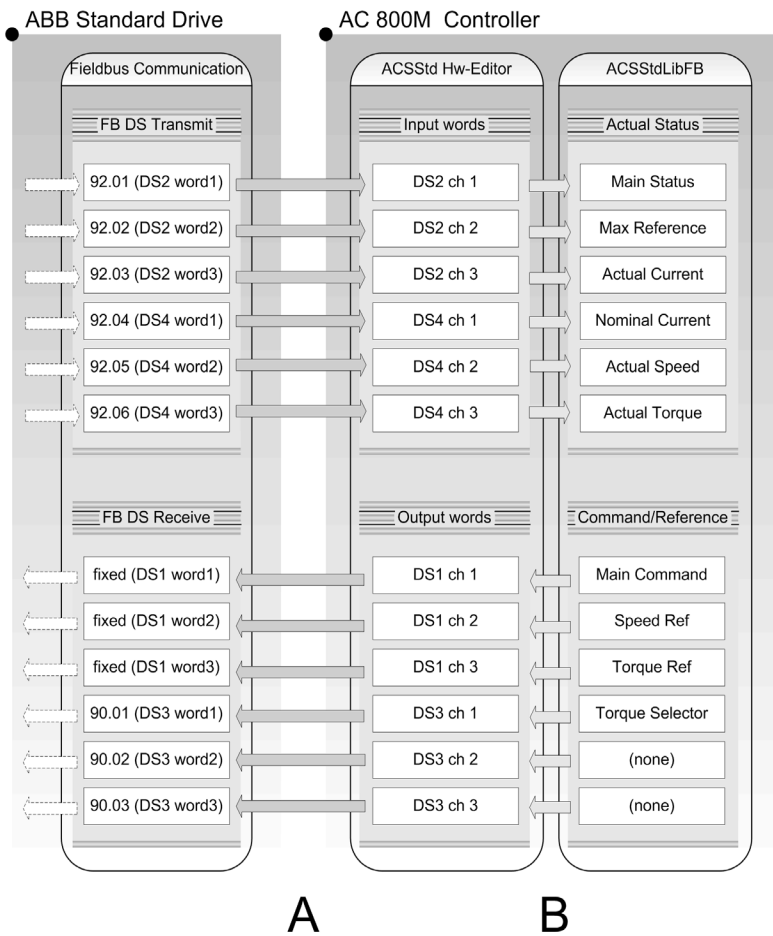 ABB Standard Drive
AC 800M Controller
Fieldbus Communication
ACSStd Hw-Editor
ACSStdLibFB
FB DS Transmit
Input words
Actual Status
92.01 (DS2 word1)
DS2 ch 1
Main Status
92.02 (DS2 word2)
DS2 ch 2
Max Reference
92.03 (DS2 word3)
DS2 ch 3
Actual Current
92.04 (DS4 word1)
DS4 ch 1
Nominal Current
92.05 (DS4 word2)
DS4 ch 2
Actual Speed
92.06 (DS4 word3)
DS4 ch 3
Actual Torque
FB DS Receive
Output words
Command/Reference
fixed (DS1 word1)
DS1 ch 1
Main Command
fixed (DS1 word2)
DS1 ch 2
Speed Ref
fixed (DS1 word3)
DS1 ch 3
Torque Ref
90.01 (DS3 word1)
DS3 ch 1
Torque Selector
90.02 (DS3 word2)
DS3 ch 2
(none)
90.03 (DS3 word3)
DS3 ch 3
(none)
A
B